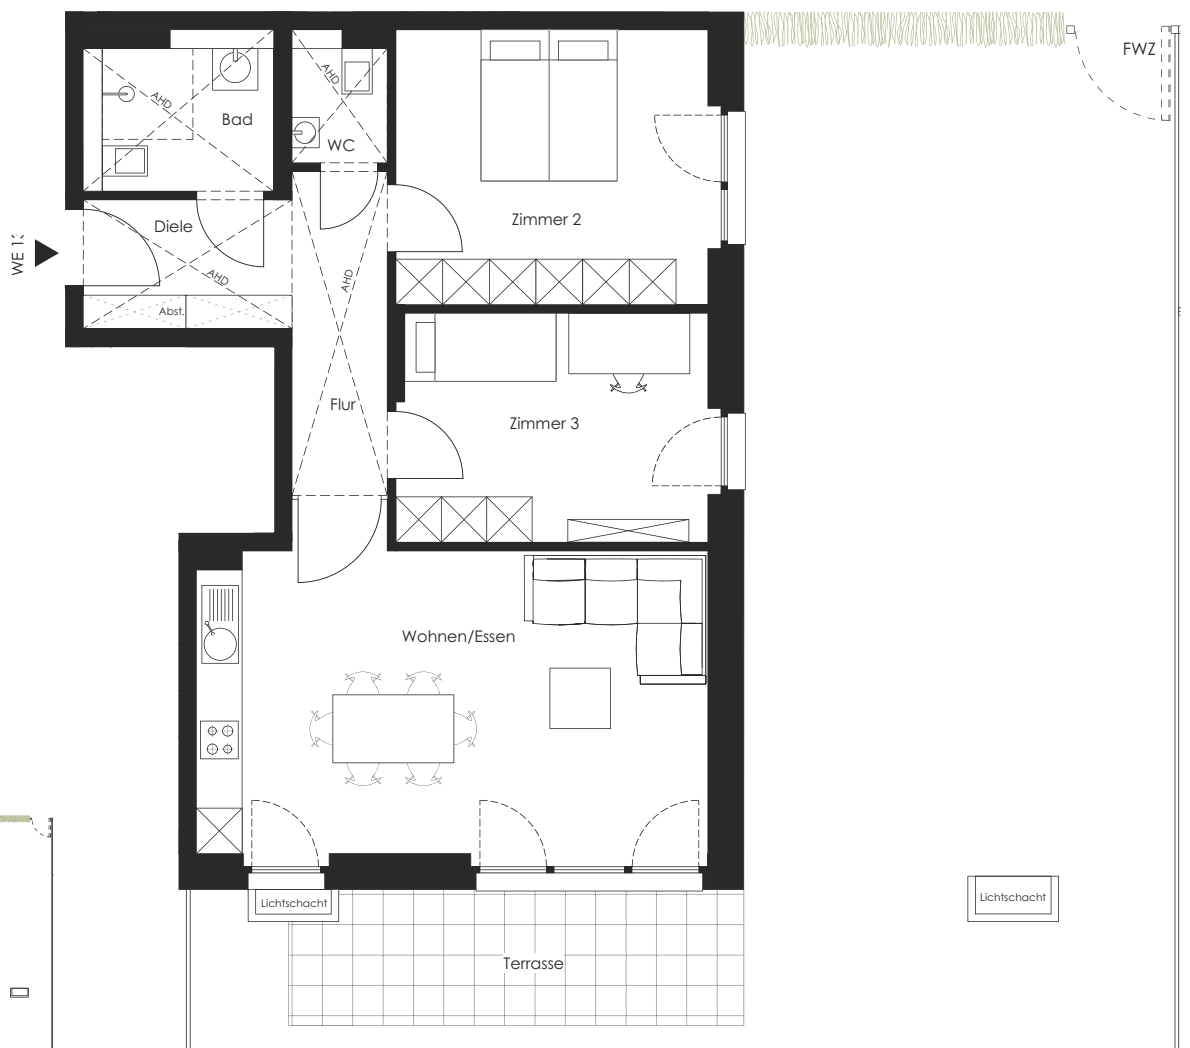 FWZ
AHD
AHD
Bad
WC
Zimmer 2
Diele
AHD
AHD
Abst.
Flur
Zimmer 3
Wohnen/Essen
Lichtschacht
Lichtschacht
Terrasse
WE